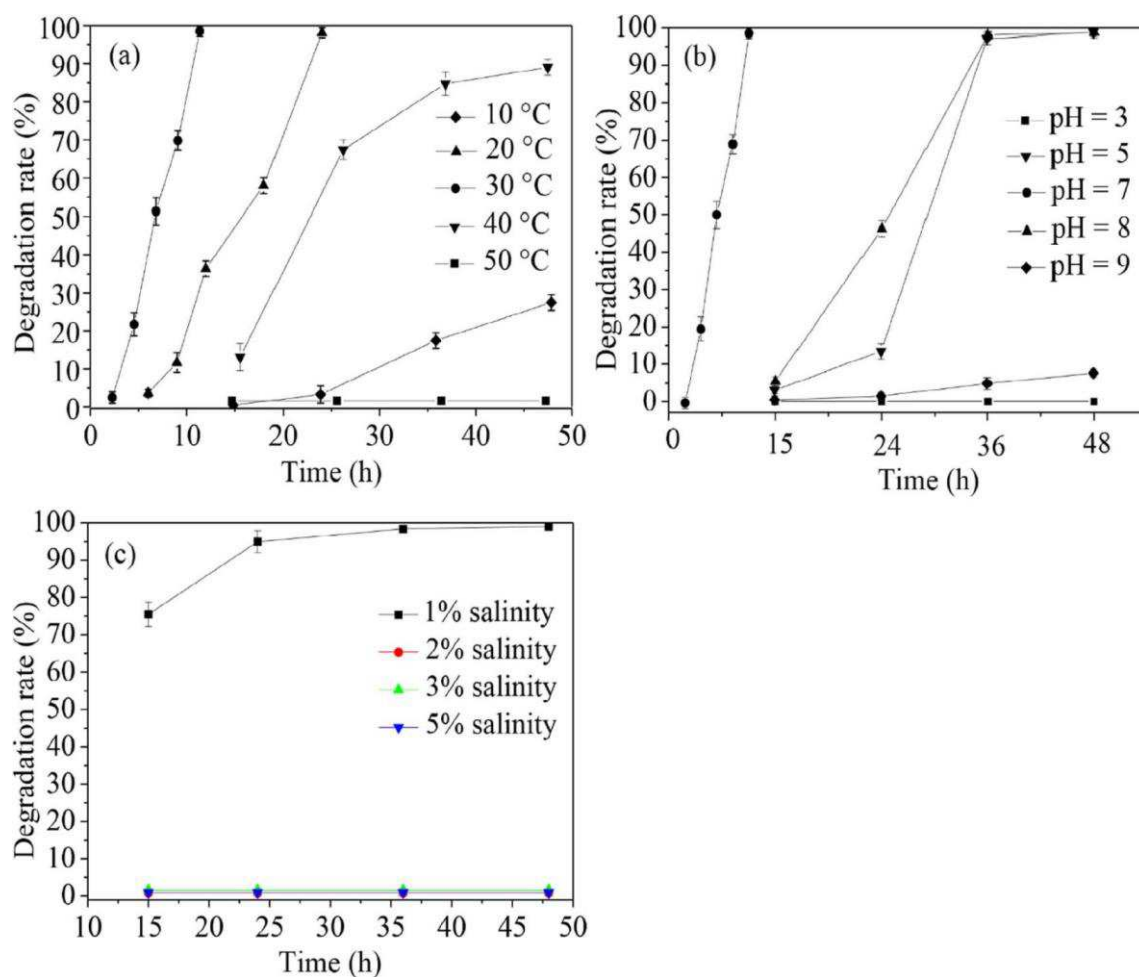 (a)
Degradation rate (%)
100
90
80
70
60
50
40
30
20
10
0
10 °C
20 °C
30 °C
40 °C
50 °C
0 10 20 30 40 50
Time (h)
(b)
Degradation rate (%)
100
90
80
70
60
50
40
30
20
10
0
pH = 3
pH = 5
pH = 7
pH = 8
pH = 9
0 15 24 36 48
Time (h)
(c)
Degradation rate (%)
100
90
80
70
60
50
40
30
20
10
0
1% salinity
2% salinity
3% salinity
5% salinity
10 15 20 25 30 35 40 45 50
Time (h)